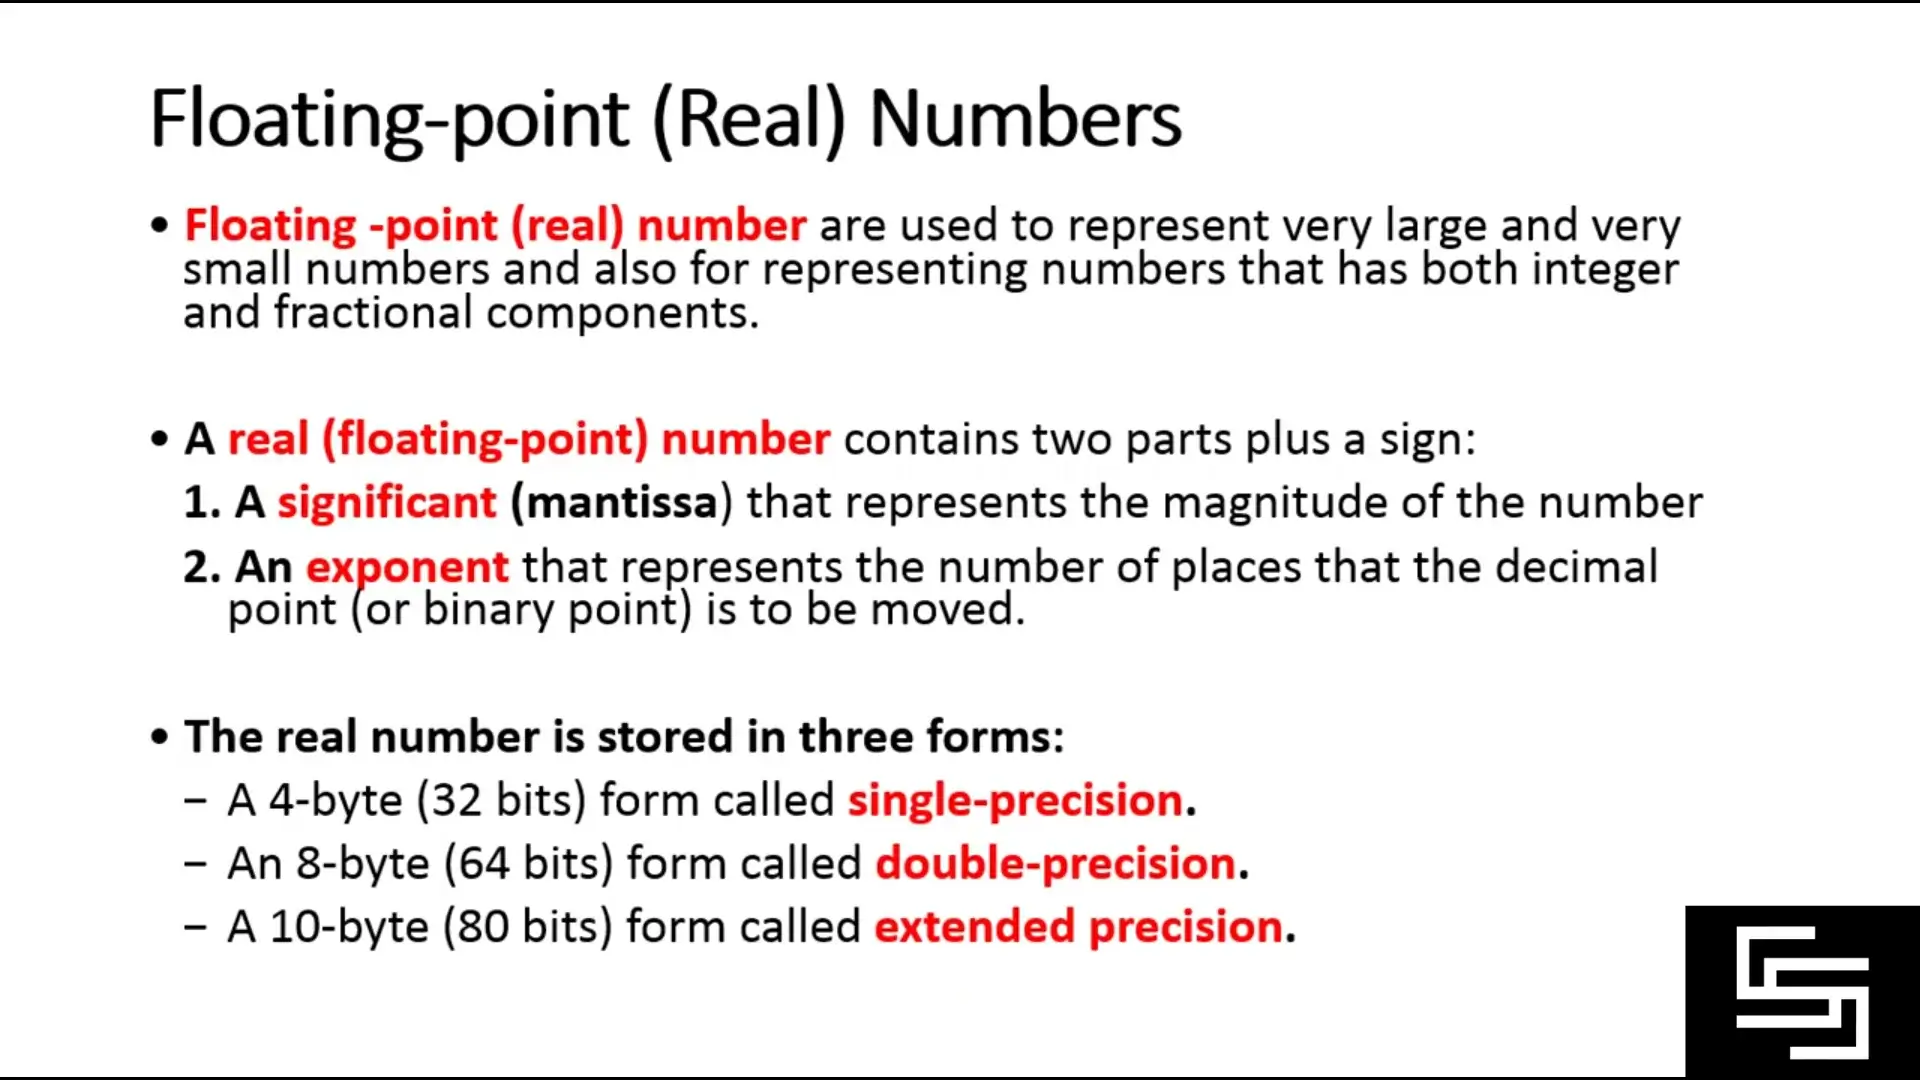 Floating-point (Real) Numbers
• Floating -point (real) number are used to represent very large and very
small numbers and also for representing numbers that has both integer
and fractional components.
• A real (floating-point) number contains two parts plus a sign:
1. A significant (mantissa) that represents the magnitude of the number
2. An exponent that represents the number of places that the decimal
point (or binary point) is to be moved.
• The real number is stored in three forms:
– A 4-byte (32 bits) form called single-precision.
– An 8-byte (64 bits) form called double-precision.
– A 10-byte (80 bits) form called extended precision.